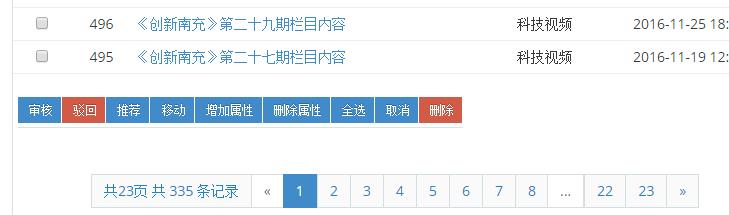 496 《创新南充》第二十九期栏目内容 科技视频 2016-11-25 18:
495 《创新南充》第二十七期栏目内容 科技视频 2016-11-19 12:
审核 驳回 推荐 移动 增加属性 删除属性 全选 取消 删除
共23页 共 335 条记录 « 1 2 3 4 5 6 7 8 ... 22 23 »